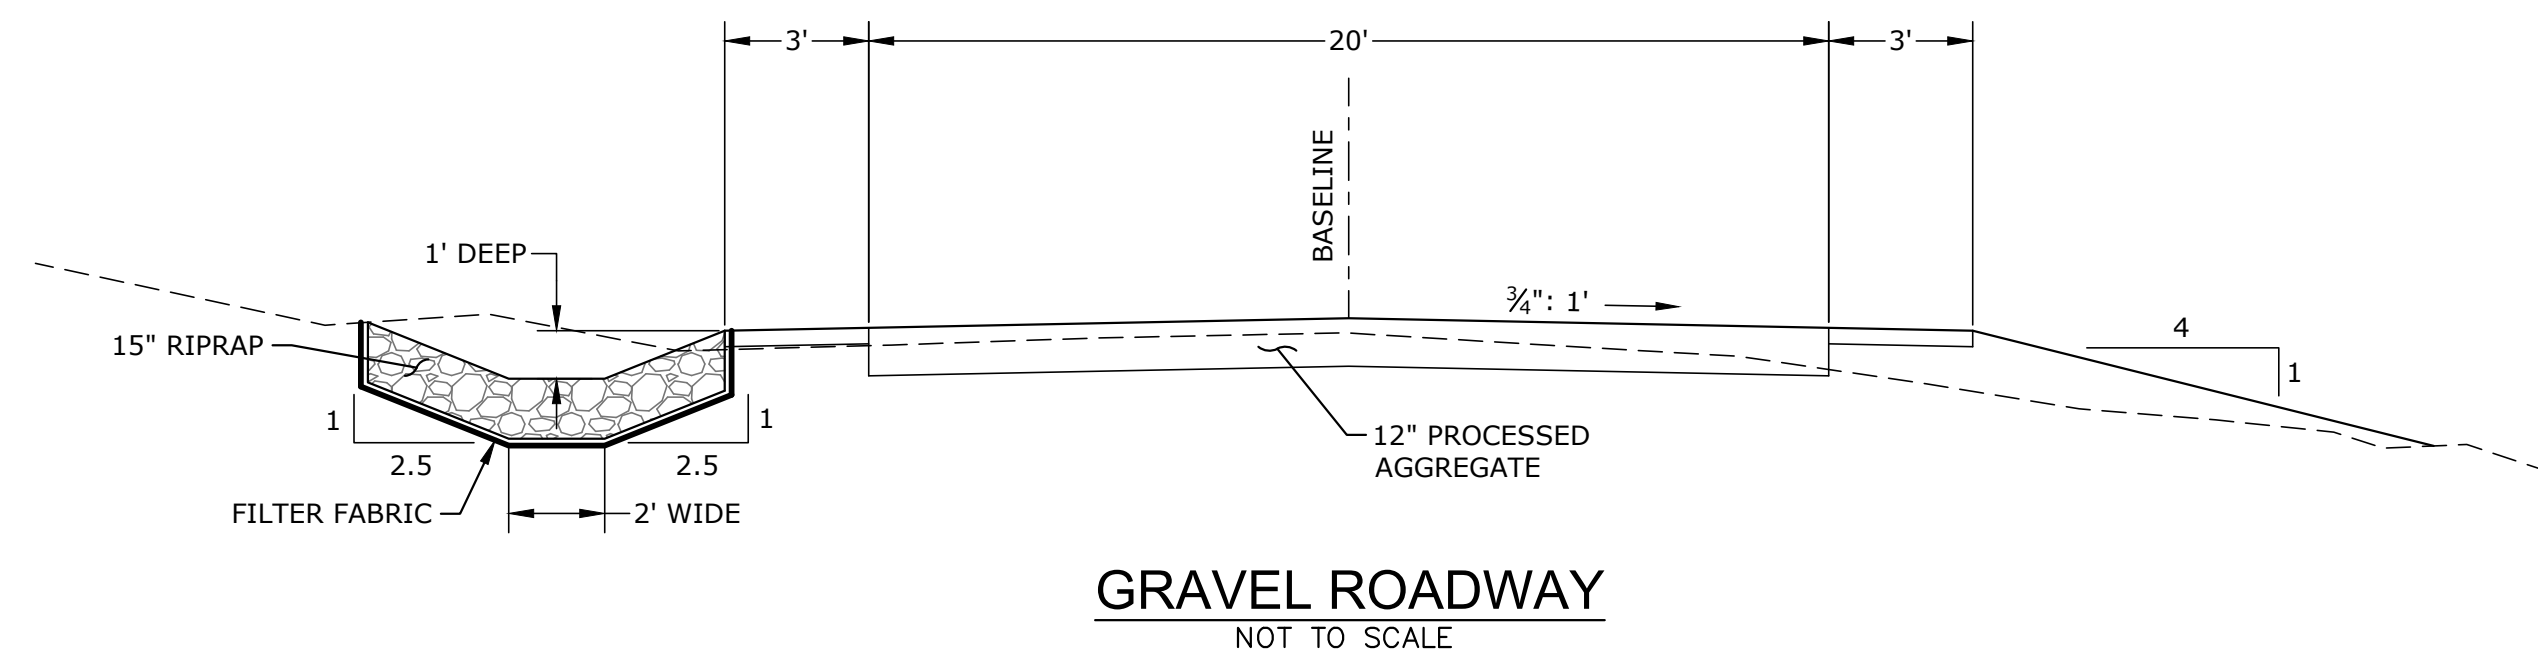 3'
20'
3'
BASELINE
1' DEEP
¾": 1'
4
1
15" RIPRAP
1
1
2.5
2.5
12" PROCESSED
AGGREGATE
FILTER FABRIC
2' WIDE
GRAVEL ROADWAY
NOT TO SCALE